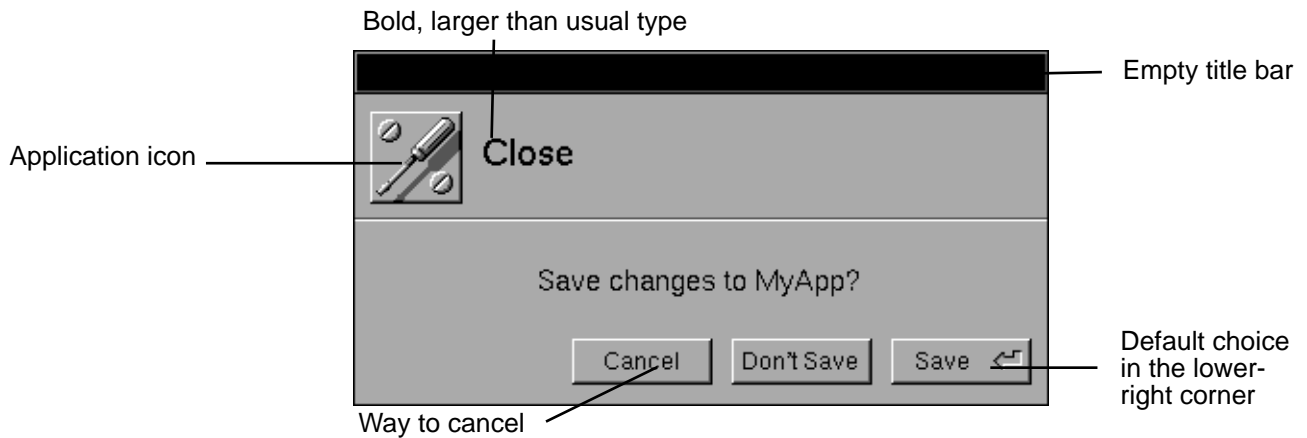 Bold, larger than usual type
Empty title bar
Application icon
Close
Save changes to MyApp?
Cancel
Don't Save
Save
Default choice
in the lower-
right corner
Way to cancel